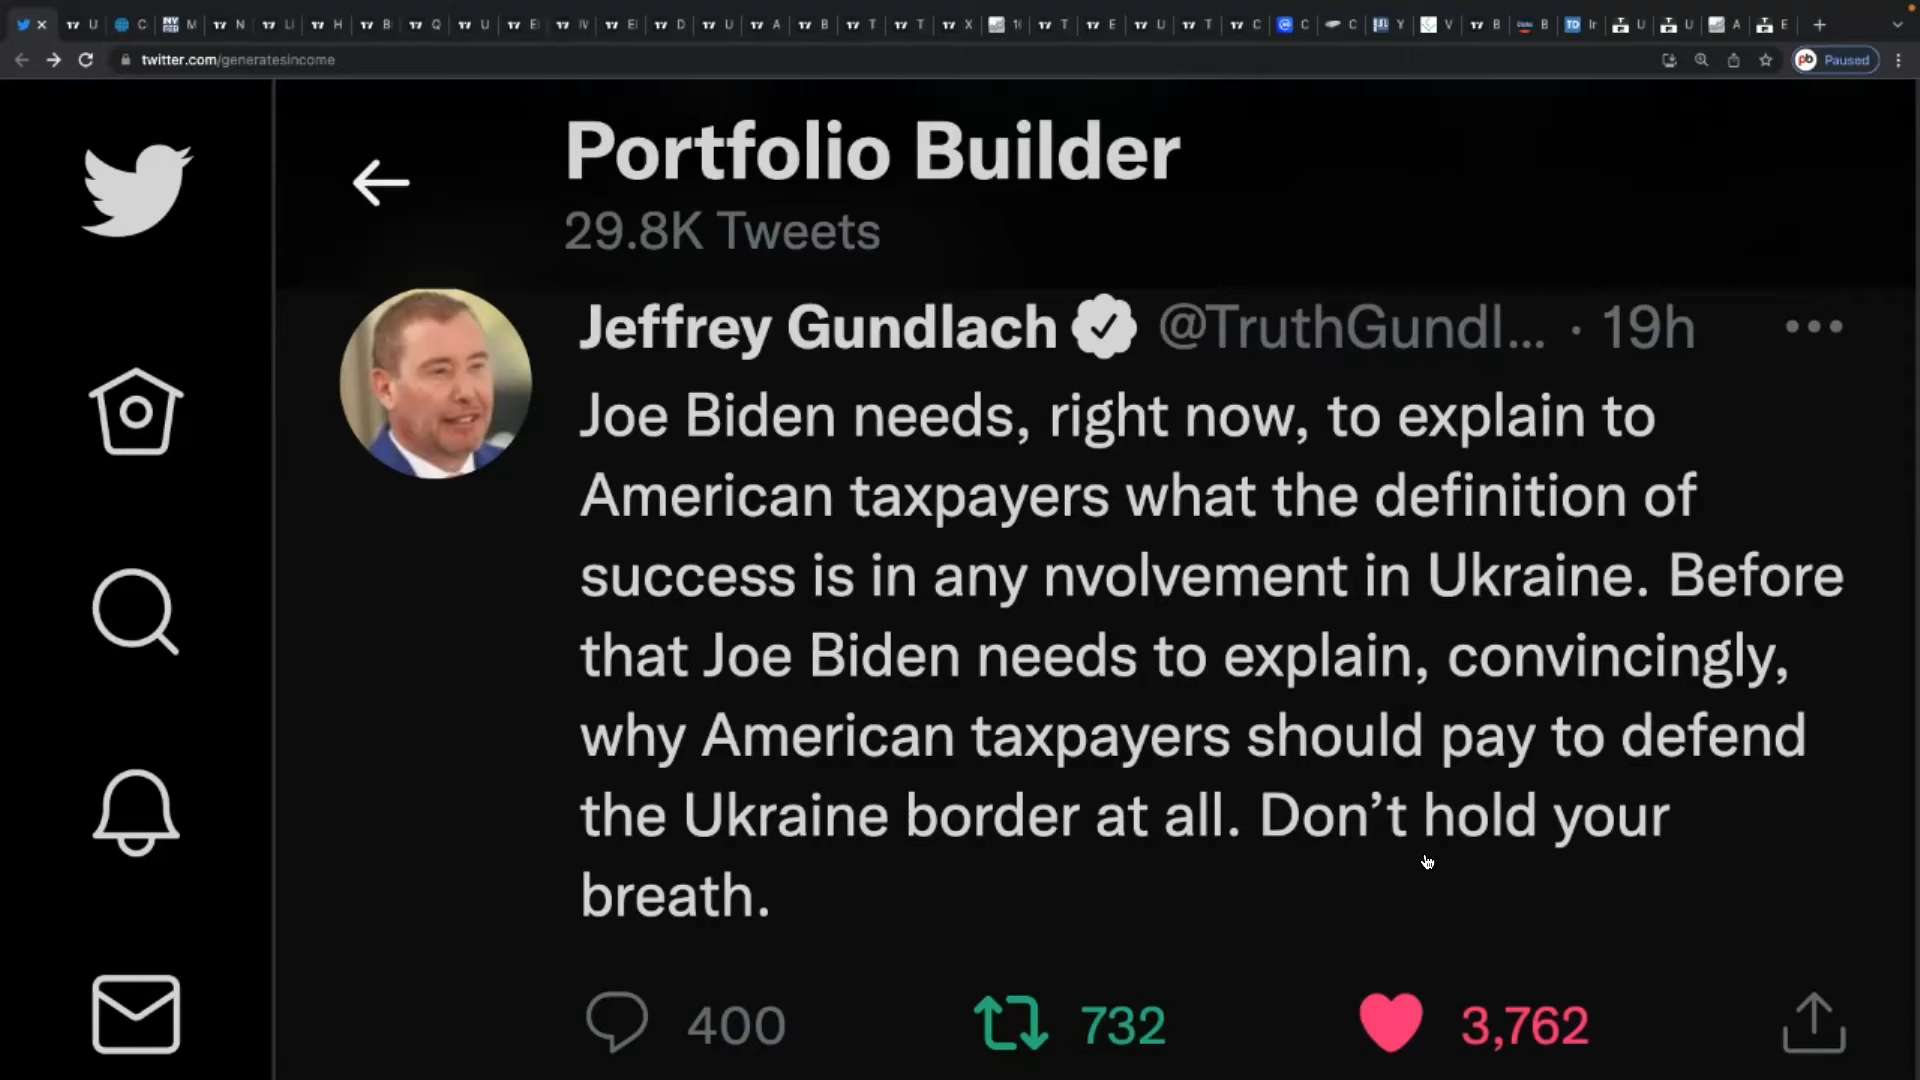 U C M N L H B Q U E IV E D U A B T T X 1( T E U T C C C Y V B B Ir U U A E
twitter.com/generatesincome
Paused
Portfolio Builder
29.8K Tweets
Jeffrey Gundlach @TruthGundl... · 19h
Joe Biden needs, right now, to explain to
American taxpayers what the definition of
success is in any nvolvement in Ukraine. Before
that Joe Biden needs to explain, convincingly,
why American taxpayers should pay to defend
the Ukraine border at all. Don’t hold your
breath.
400 732 3,762